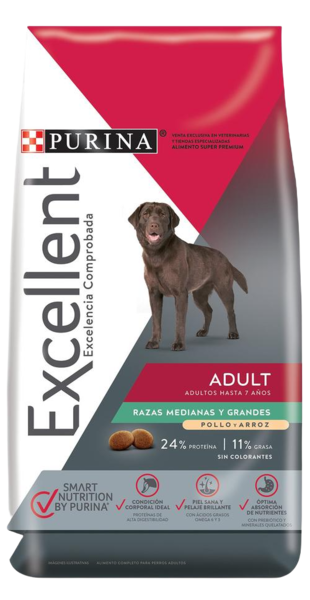 PURINA
VENTA EXCLUSIVA EN VETERINARIAS
Y TIENDAS ESPECIALIZADAS
ALIMENTO SUPER PREMIUM
Excellent
Excelencia Comprobada
ADULT
ADULTOS HASTA 7 AÑOS
RAZAS MEDIANAS Y GRANDES
POLLO Y ARROZ
24% PROTEÍNA | 11% GRASA
SIN COLORANTES
SMART
NUTRITION
BY PURINA
CONDICIÓN
CORPORAL IDEAL
PROTEÍNAS DE
ALTA DIGESTIBILIDAD
PIEL SANA Y
PELAJE BRILLANTE
CON ÁCIDOS GRASOS
OMEGA 6 Y 3
ÓPTIMA
ABSORCIÓN DE
NUTRIENTES
CON PREBIÓTICO Y
MINERALES QUELATADOS
ALIMENTO COMPLETO PARA PERROS ADULTOS